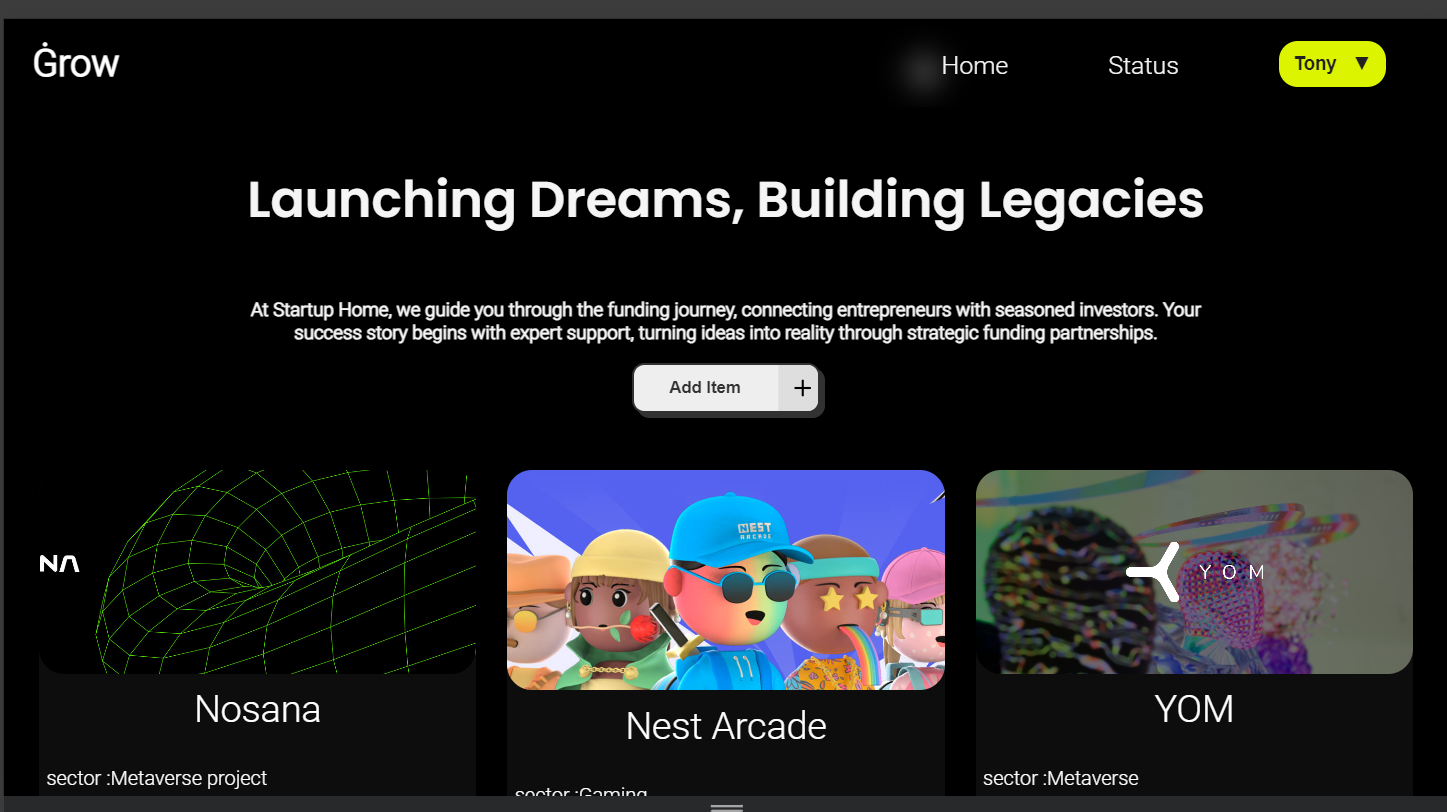 Ġrow
Home
Status
Tony ▼
Launching Dreams, Building Legacies
At Startup Home, we guide you through the funding journey, connecting entrepreneurs with seasoned investors. Your
success story begins with expert support, turning ideas into reality through strategic funding partnerships.
Add Item +
NEST
ARCADE
YOM
Nosana
Nest Arcade
YOM
sector :Metaverse project
sector :Gaming
sector :Metaverse